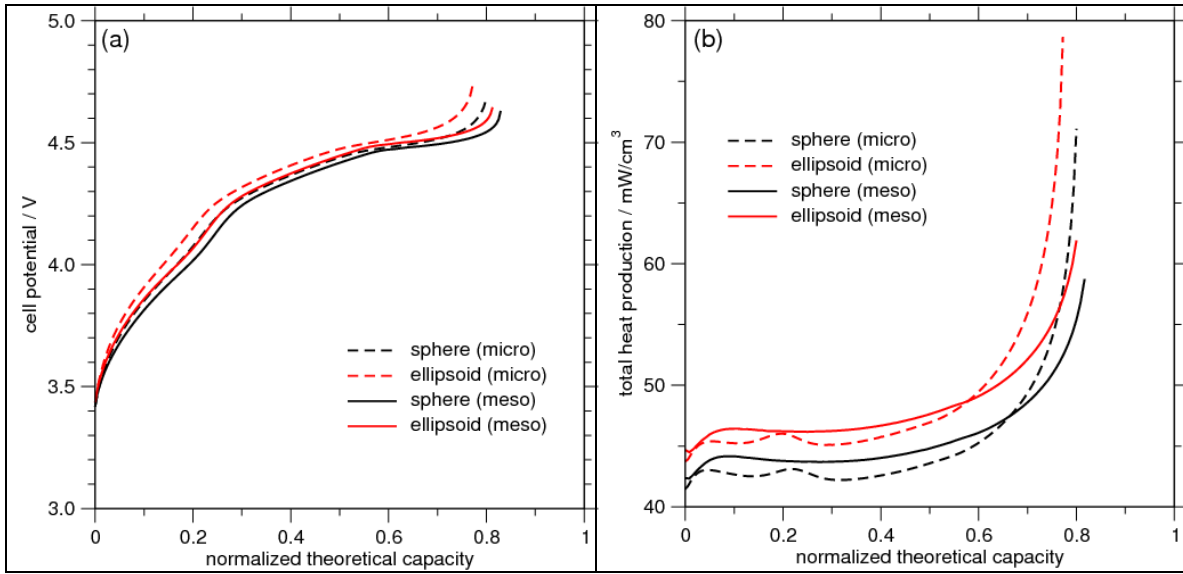 (a)
5.0
4.5
4.0
3.5
3.0
cell potential / V
sphere (micro)
ellipsoid (micro)
sphere (meso)
ellipsoid (meso)
0
0.2
0.4
0.6
0.8
1
normalized theoretical capacity
(b)
80
70
60
50
40
total heat production / mW/cm³
sphere (micro)
ellipsoid (micro)
sphere (meso)
ellipsoid (meso)
0
0.2
0.4
0.6
0.8
1
normalized theoretical capacity